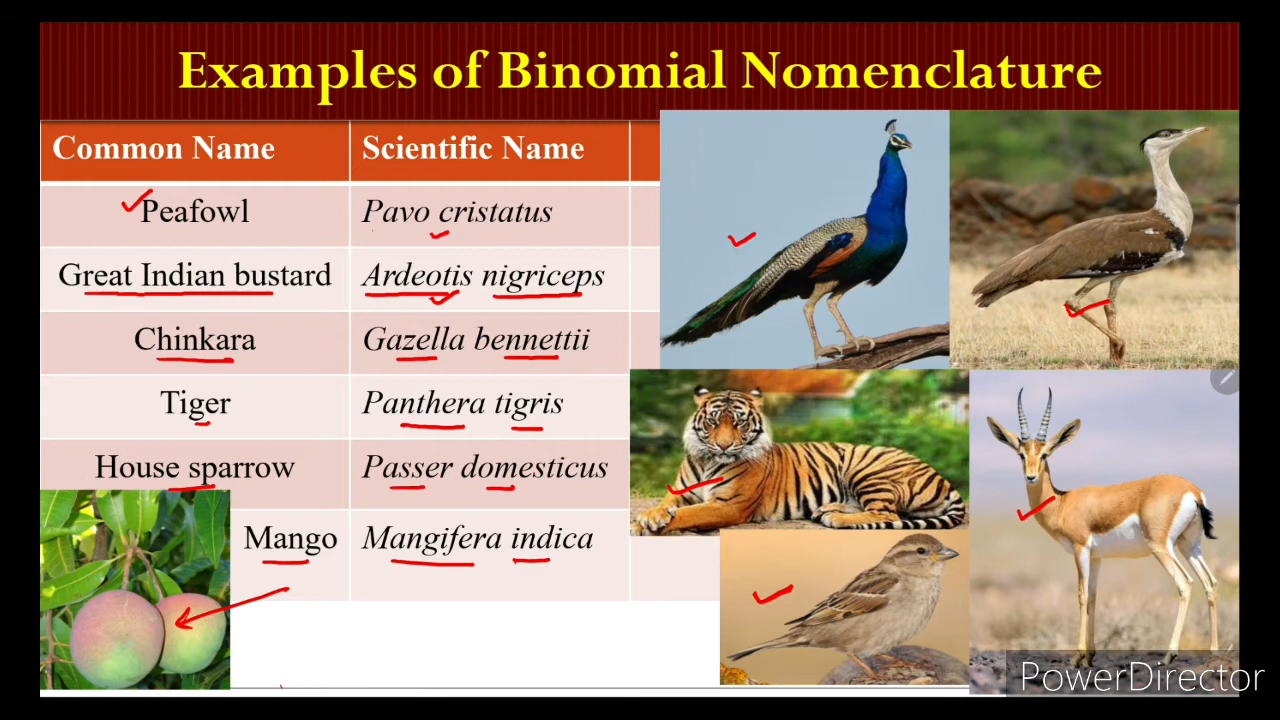 Examples of Binomial Nomenclature
Common Name Scientific Name
Peafowl Pavo cristatus
Great Indian bustard Ardeotis nigriceps
Chinkara Gazella bennettii
Tiger Panthera tigris
House sparrow Passer domesticus
Mango Mangifera indica
PowerDirector